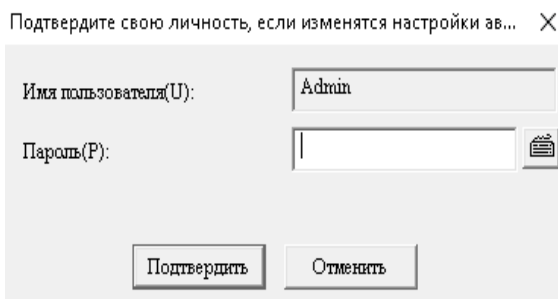 Подтвердите свою личность, если изменятся настройки ав...
Имя пользователя(U):
Admin
Пароль(P):
Подтвердить
Отменить